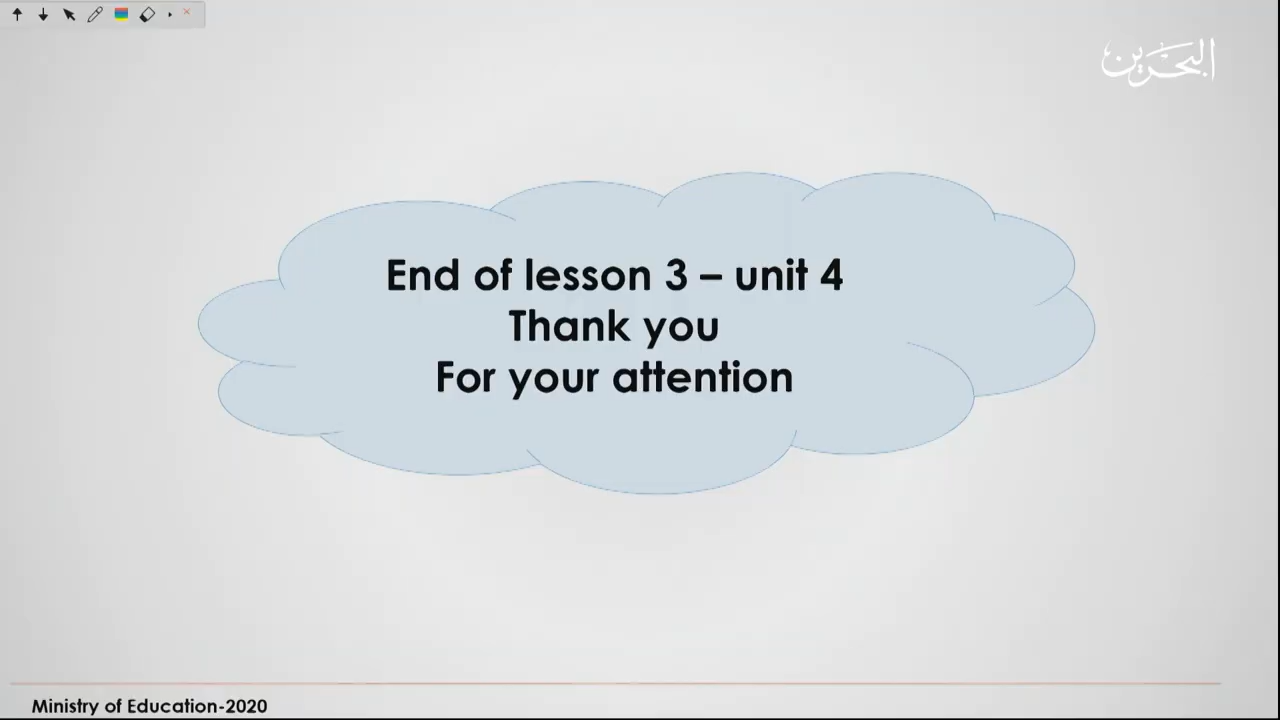 البحرين
End of lesson 3 – unit 4
Thank you
For your attention
Ministry of Education-2020